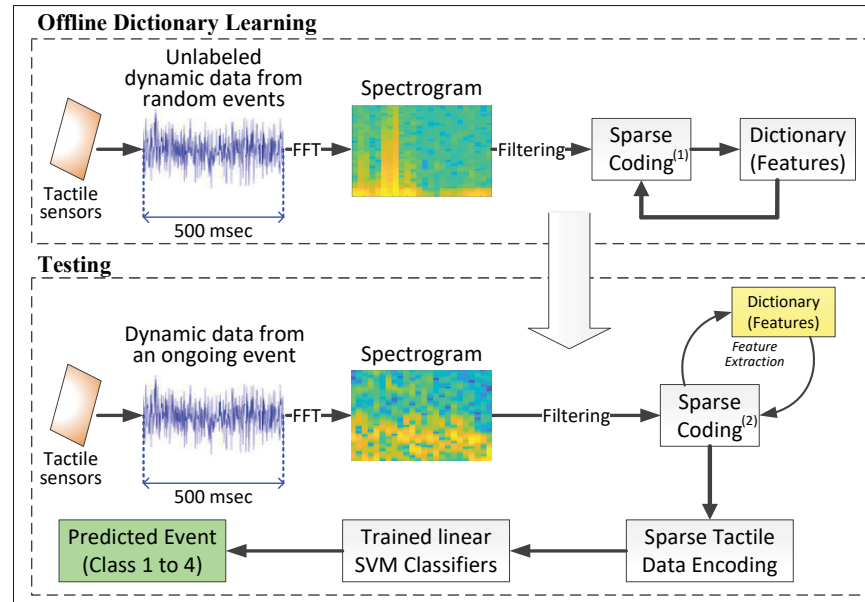 Offline Dictionary Learning
Unlabeled
dynamic data from
random events
Spectrogram
Tactile
sensors
FFT
Filtering
Sparse
Coding(1)
Dictionary
(Features)
500 msec
Testing
Dynamic data from
an ongoing event
Spectrogram
Dictionary
(Features)
Feature
Extraction
Tactile
sensors
FFT
Filtering
Sparse
Coding(2)
500 msec
Predicted Event
(Class 1 to 4)
Trained linear
SVM Classifiers
Sparse Tactile
Data Encoding